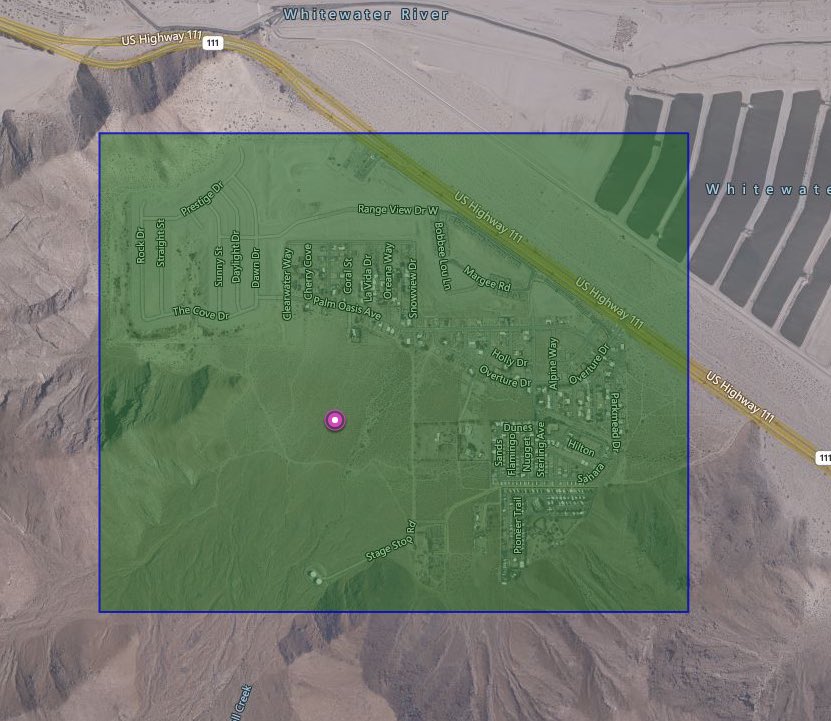 Whitewater River
US Highway 111
111
Whitewate
Prestige Dr
US Highway 111
Range View Dr W
Rock Dr
Straight St
Sunny St
Daylight Dr
Dawn Dr
Clearwater Way
Cherry Cove
Coral St
La Vida Dr
Oreana Way
Snowview Dr
Bobbee Lou Ln
Margee Rd
US Highway 111
The Cove Dr
Palm Oasis Ave
Holly Dr
Alpine Way
Overture Dr
Overture Dr
US Highway 111
Parkmead Dr
Dunes
Sands
Flamingo
Nugget
Sterling Ave
Hilton
111
Sahara
Pioneer Trail
Stage Stop Rd
ll Creek